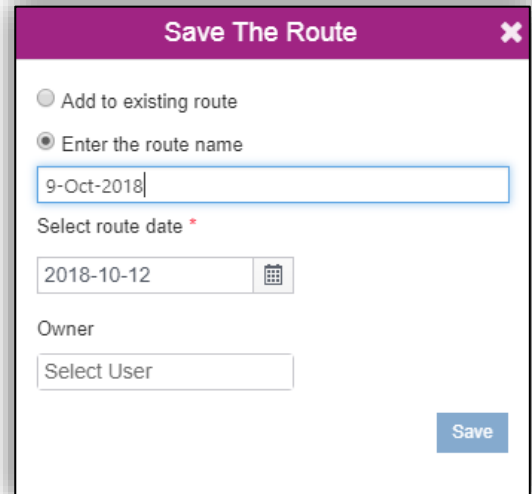 Save The Route
Add to existing route
Enter the route name
9-Oct-2018
Select route date *
2018-10-12
Owner
Select User
Save